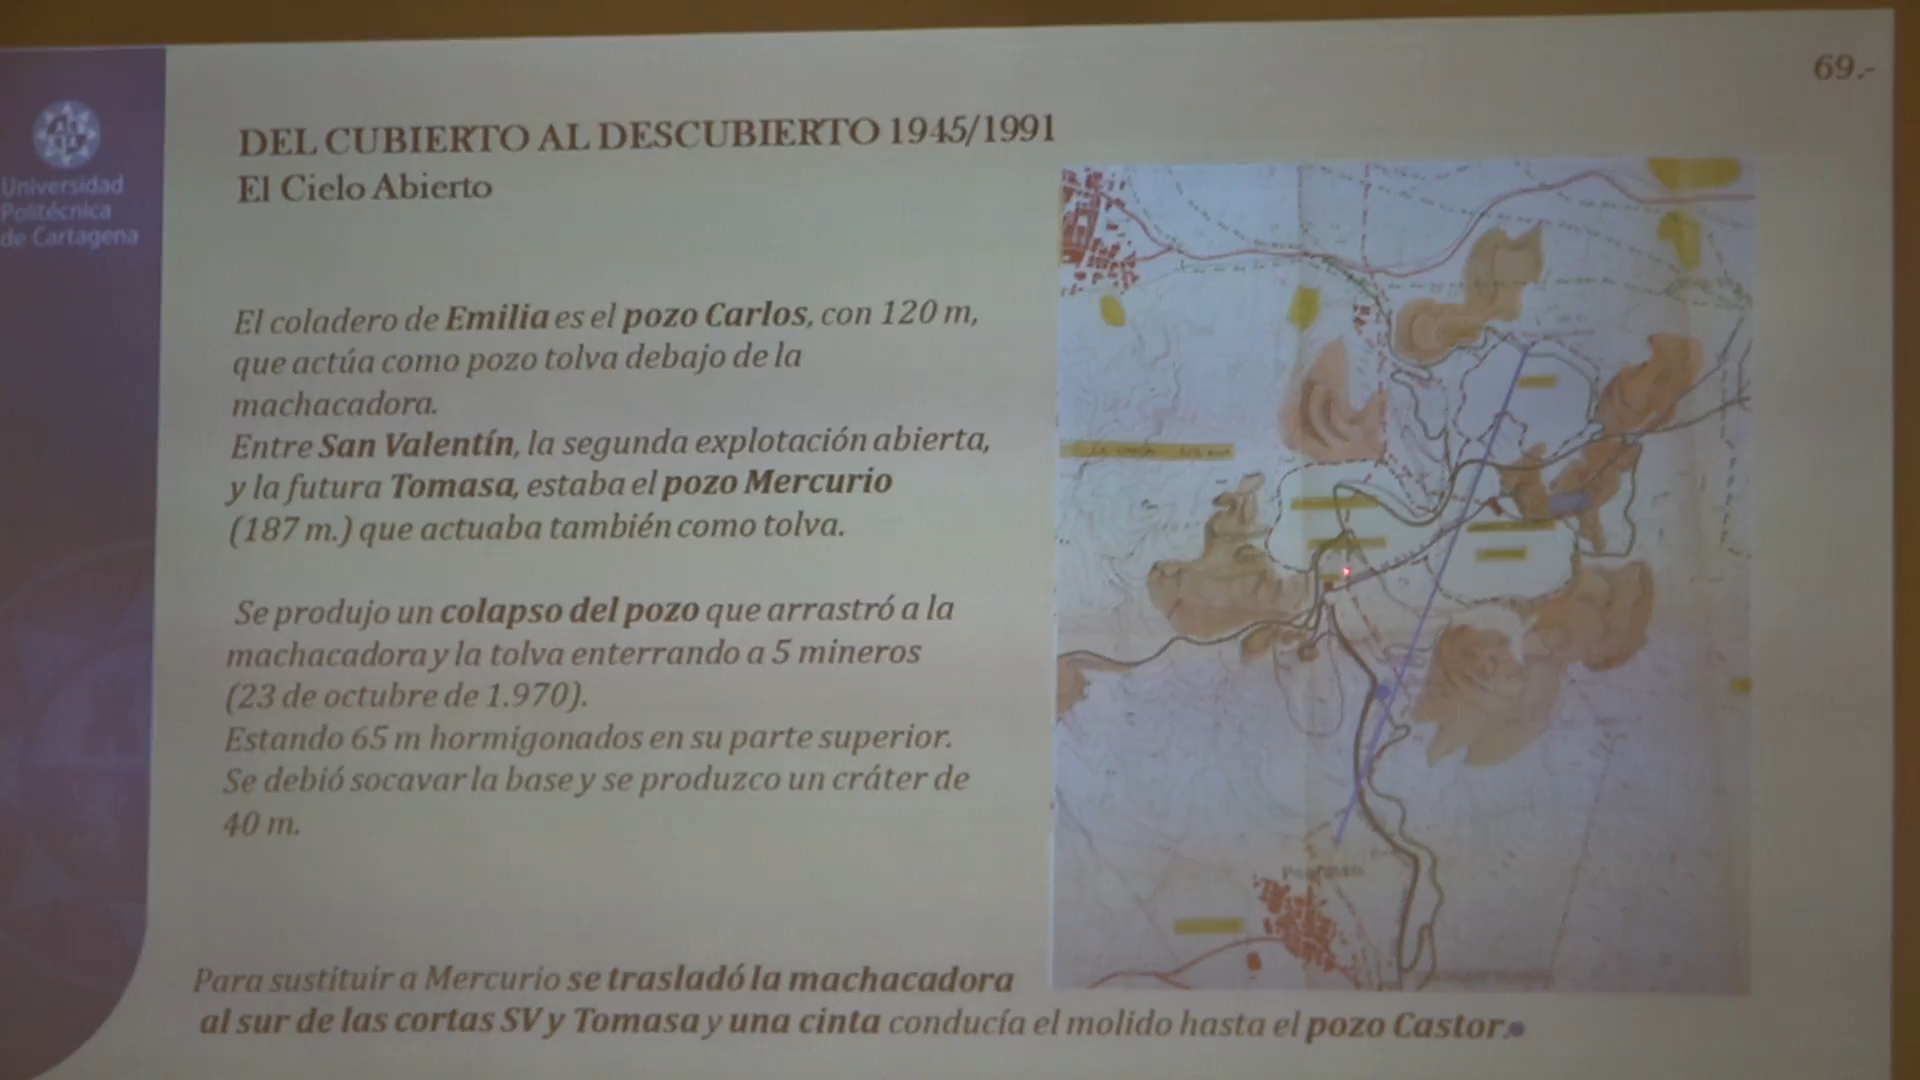 69.-
Universidad
Politécnica
de Cartagena
DEL CUBIERTO AL DESCUBIERTO 1945/1991
El Cielo Abierto
El coladero de Emilia es el pozo Carlos, con 120 m,
que actúa como pozo tolva debajo de la
machacadora.
Entre San Valentín, la segunda explotación abierta,
y la futura Tomasa, estaba el pozo Mercurio
(187 m.) que actuaba también como tolva.
Se produjo un colapso del pozo que arrastró a la
machacadora y la tolva enterrando a 5 mineros
(23 de octubre de 1.970).
Estando 65 m hormigonados en su parte superior.
Se debió socavar la base y se produzco un cráter de
40 m.
Para sustituir a Mercurio se trasladó la machacadora
al sur de las cortas SV y Tomasa y una cinta conducía el molido hasta el pozo Castor.